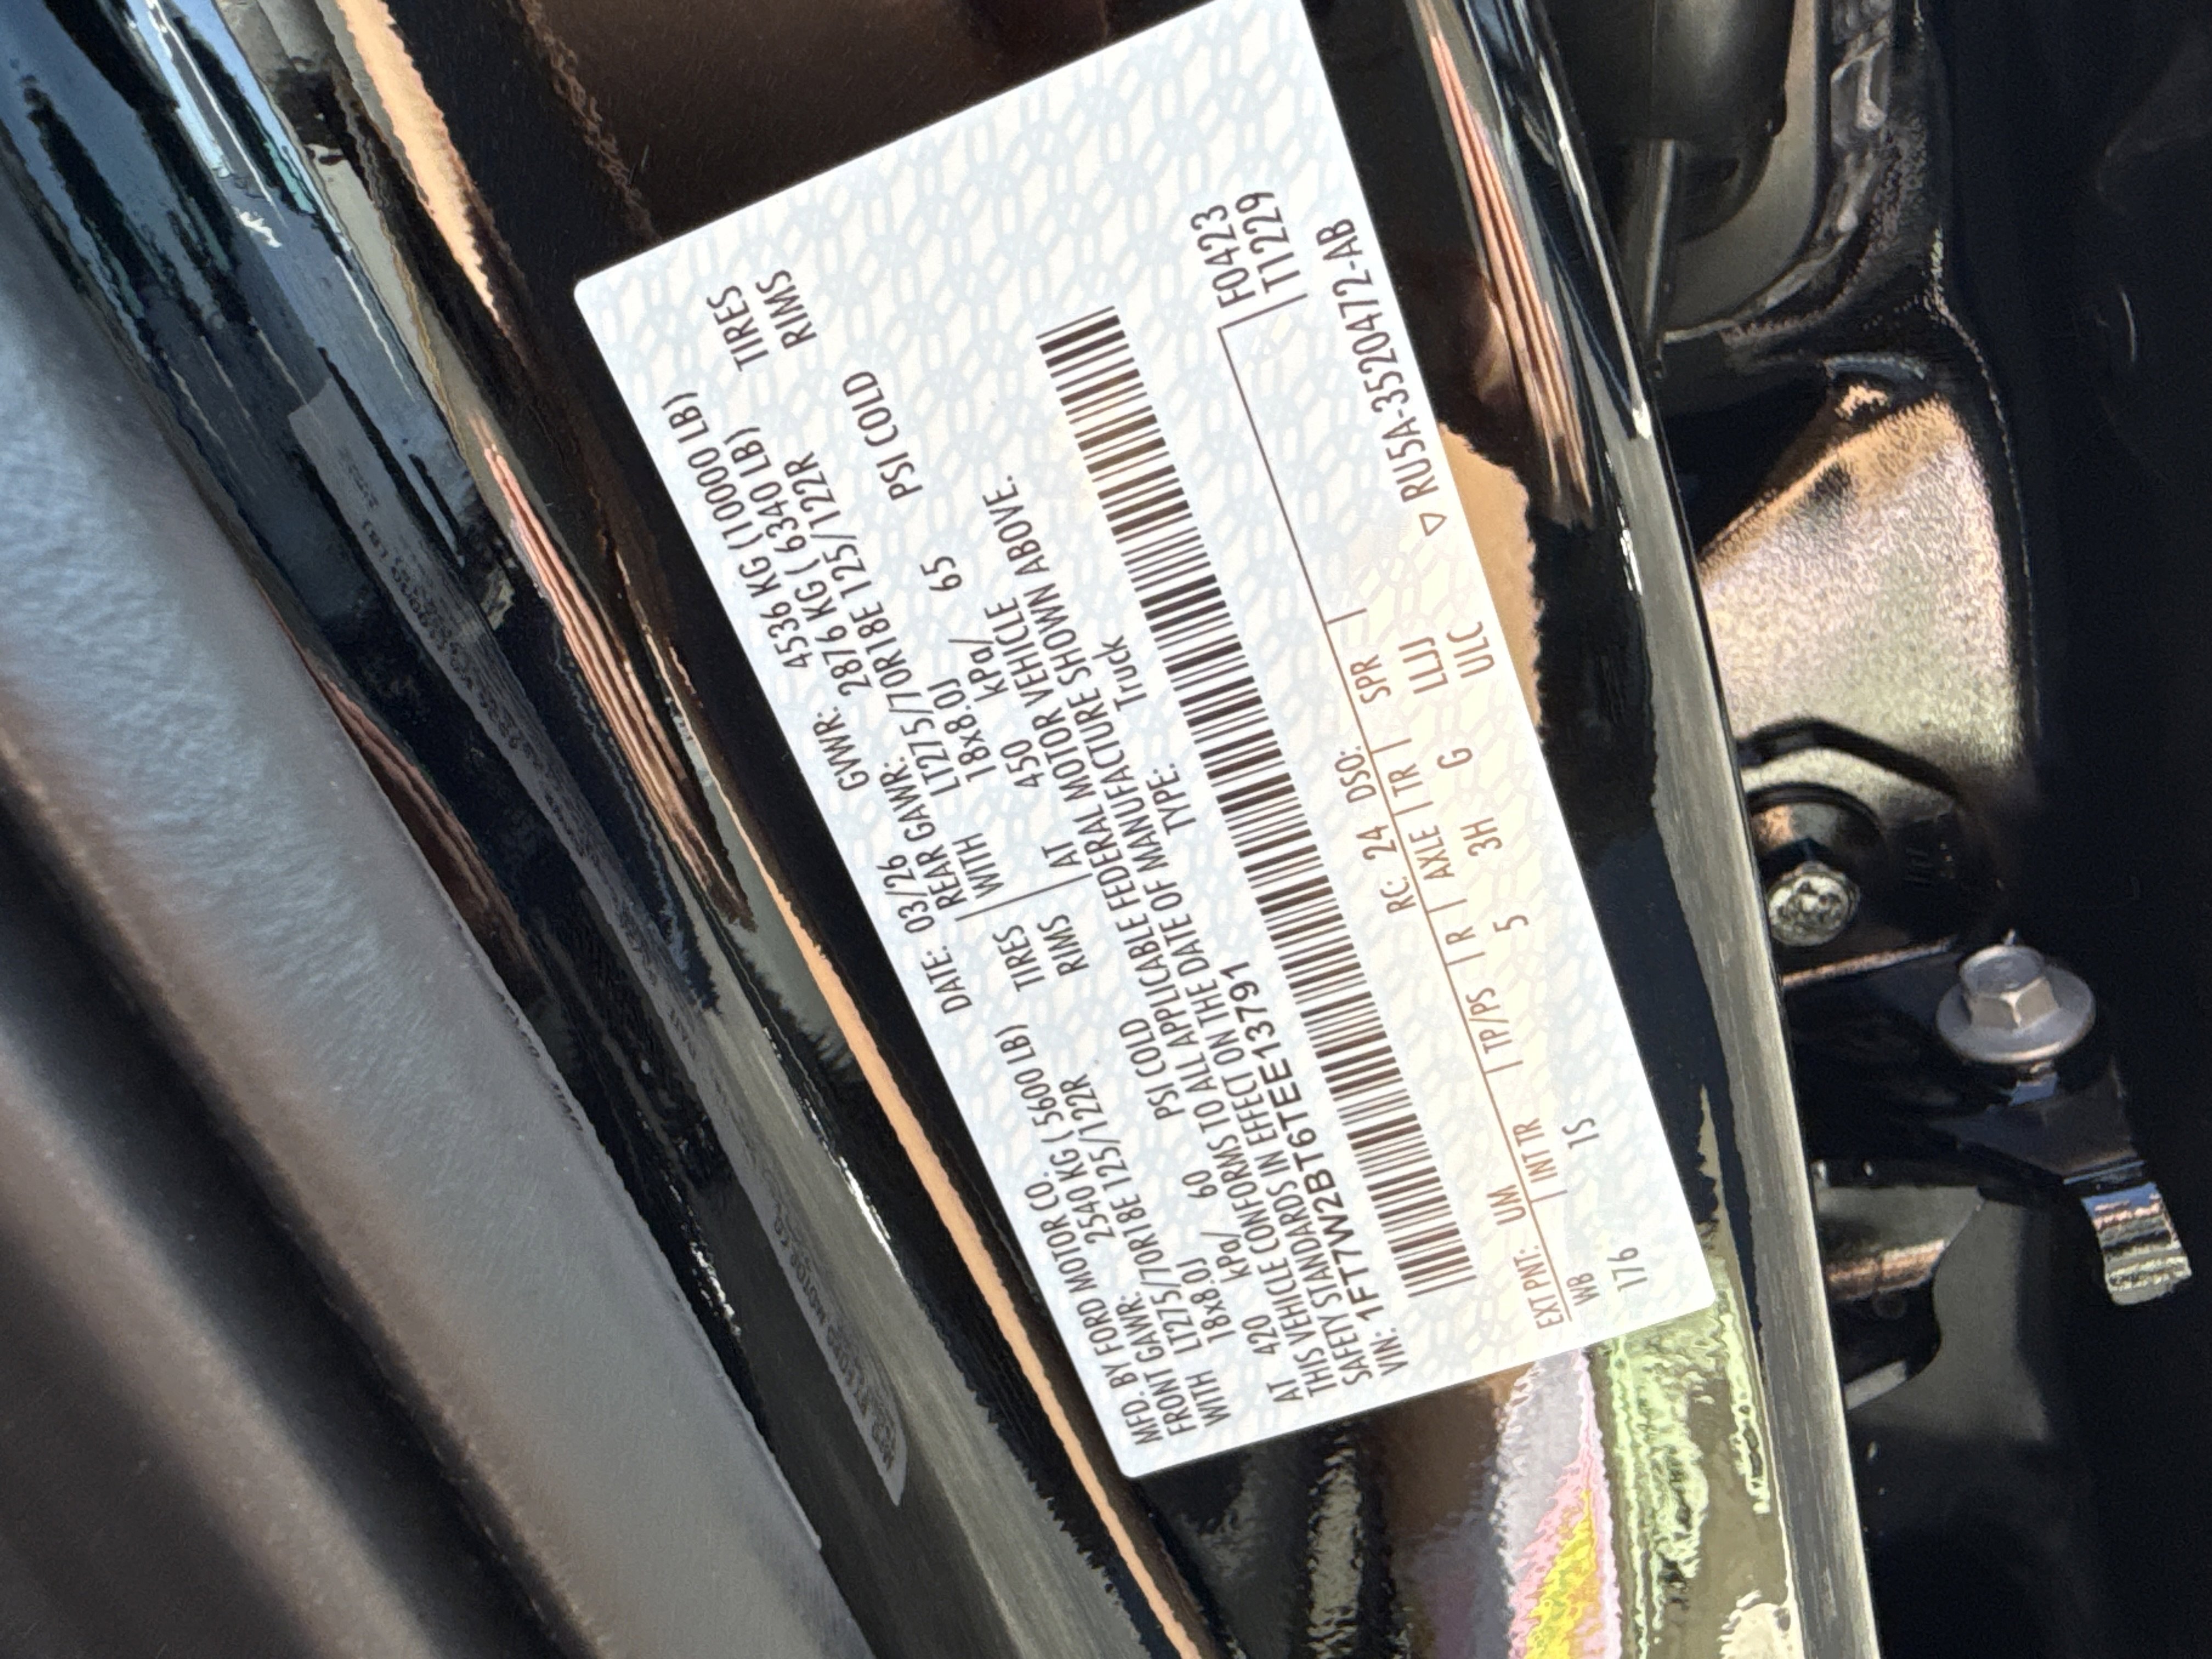 MFD. BY FORD MOTOR CO. DATE: 03/26 GVWR: 4536 KG (10000 LB)
FRONT GAWR: 2540 KG ( 5600 LB) REAR GAWR: 2876 KG ( 6340 LB)
WITH LT275/70R18E 125/122R TIRES WITH LT275/70R18E 125/122R TIRES
18x8.0J RIMS 18x8.0J RIMS
AT 420 kPa/ 60 PSI COLD AT 450 kPa/ 65 PSI COLD
THIS VEHICLE CONFORMS TO ALL APPLICABLE FEDERAL MOTOR VEHICLE
SAFETY STANDARDS IN EFFECT ON THE DATE OF MANUFACTURE SHOWN ABOVE.
VIN: 1FT7W2BT6TEE13791 TYPE: Truck
F0423
T1229
EXT PNT: UM RC: 24 DSO:
WB INT TR TP/PS R AXLE TR SPR
176 1S 5 3H G LLJJ
ULC
▽ RU5A-3520472-AB